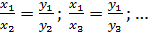 x₁/x₂ = y₁/y₂ ; x₁/x₃ = y₁/y₃ ; ...